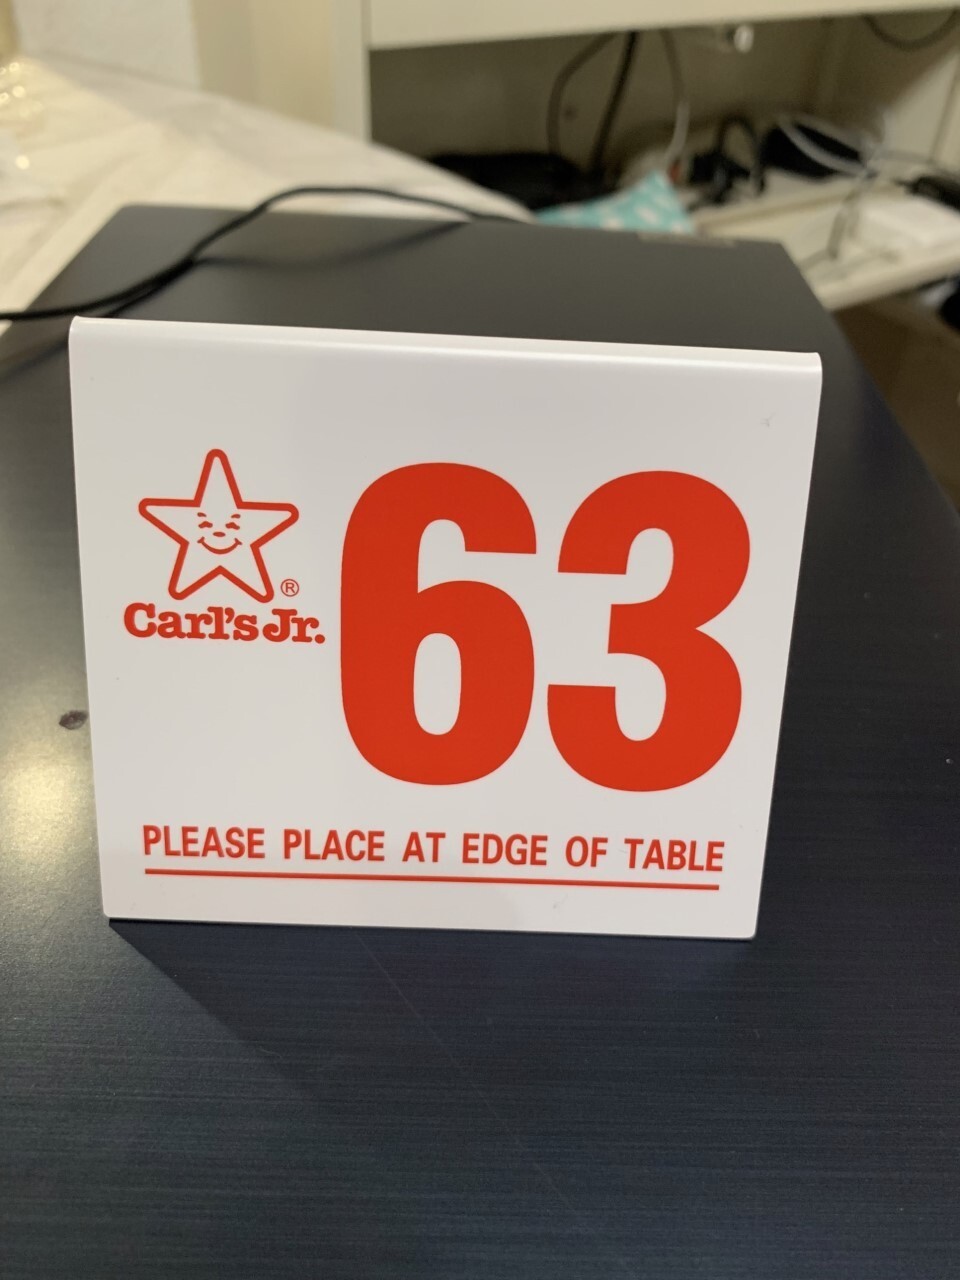 63
®
Carl's Jr.
PLEASE PLACE AT EDGE OF TABLE